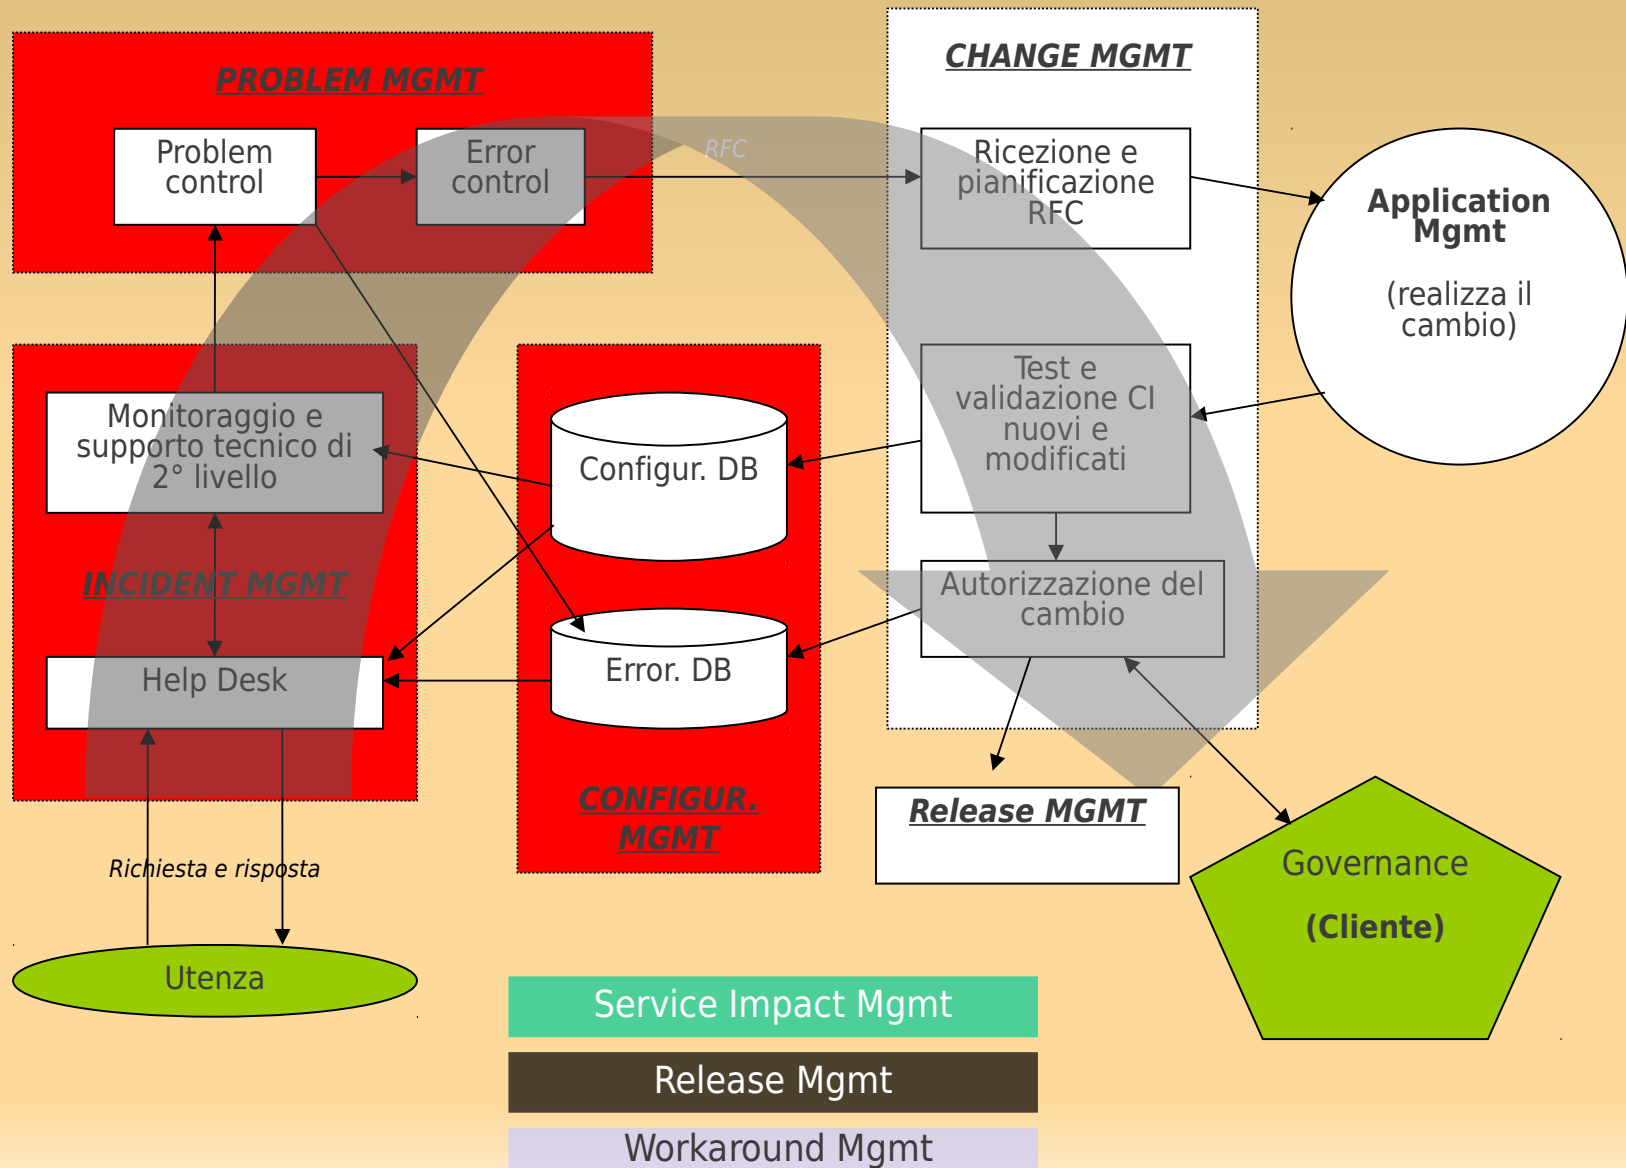 PROBLEM MGMT
Problem
control
Error
control
RFC
CHANGE MGMT
Ricezione e
pianificazione
RFC
Application
Mgmt
(realizza il
cambio)
Monitoraggio e
supporto tecnico di
2° livello
INCIDENT MGMT
Help Desk
Configur. DB
Error. DB
CONFIGUR.
MGMT
Test e
validazione CI
nuovi e
modificati
Autorizzazione del
cambio
Release MGMT
Governance
(Cliente)
Richiesta e risposta
Utenza
Service Impact Mgmt
Release Mgmt
Workaround Mgmt